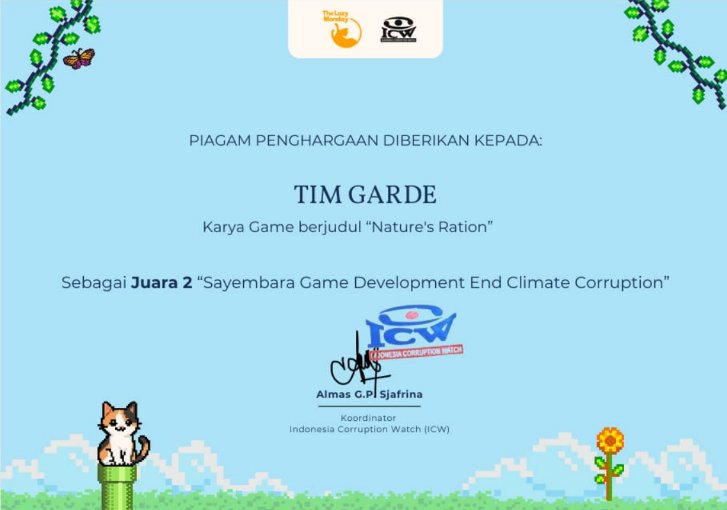 The Lazy
Monday
ICW
PIAGAM PENGHARGAAN DIBERIKAN KEPADA:
TIM GARDE
Karya Game berjudul “Nature's Ration”
Sebagai Juara 2 “Sayembara Game Development End Climate Corruption”
ICW
INDONESIA CORRUPTION WATCH
Almas G.P. Sjafrina
Koordinator
Indonesia Corruption Watch (ICW)